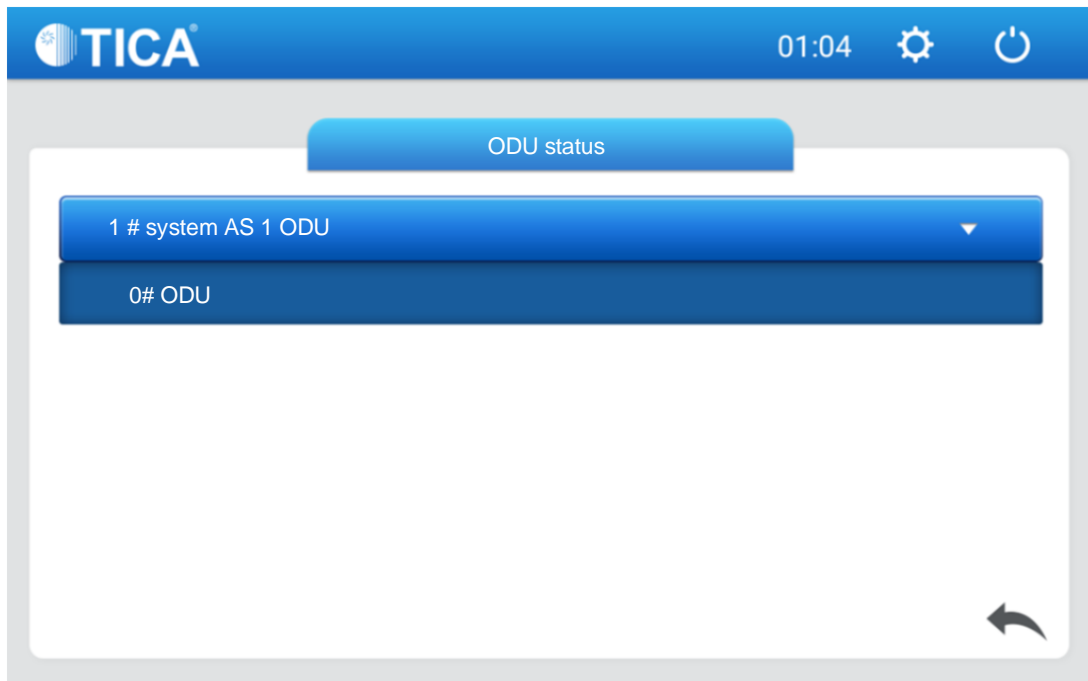 TICA®
01:04
ODU status
1 # system AS 1 ODU
0# ODU